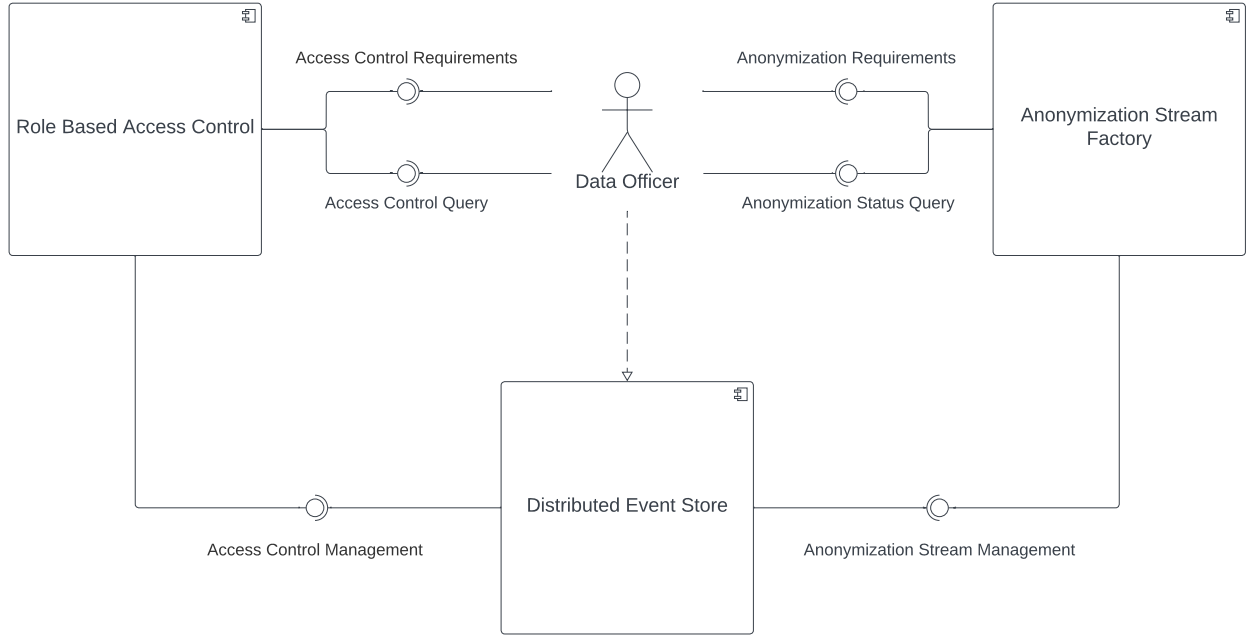 Access Control Requirements
Anonymization Requirements
Role Based Access Control
Anonymization Stream
Factory
Data Officer
Access Control Query
Anonymization Status Query
Distributed Event Store
Access Control Management
Anonymization Stream Management